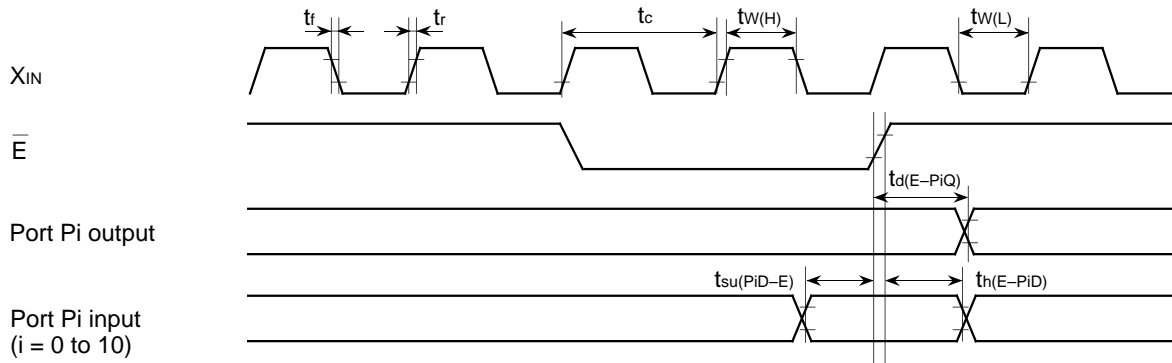 tf tr tc tW(H) tW(L)
XIN
E
td(E–PiQ)
Port Pi output
tsu(PiD–E) th(E–PiD)
Port Pi input
(i = 0 to 10)